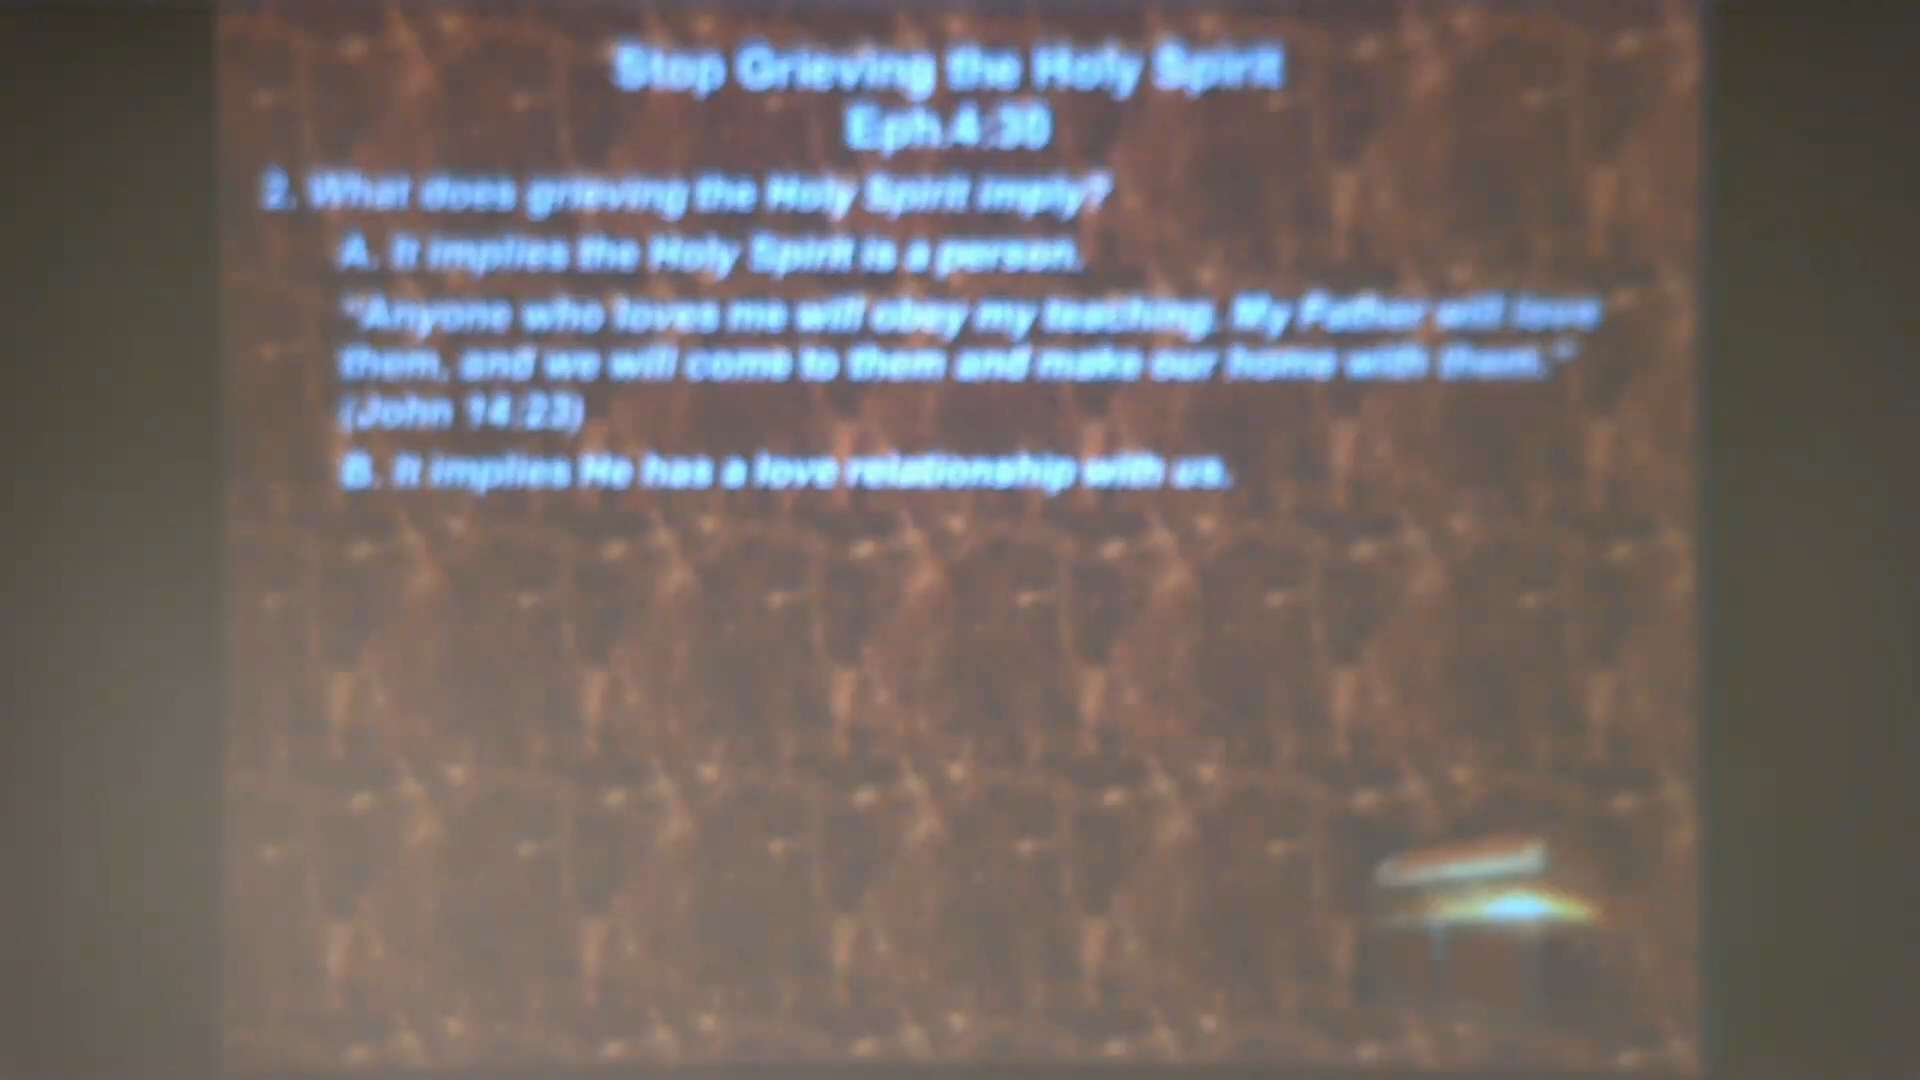 Stop Grieving the Holy Spirit
Eph.4:30
2. What does grieving the Holy Spirit imply?
A. It implies the Holy Spirit is a person.
"Anyone who loves me will obey my teaching. My Father will love
them, and we will come to them and make our home with them."
(John 14:23)
B. It implies He has a love relationship with us.